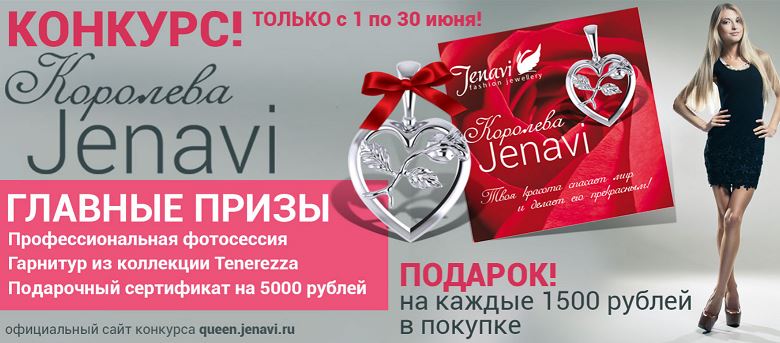 КОНКУРС!
ТОЛЬКО с 1 по 30 июня!
Королева
Jenavi
ГЛАВНЫЕ ПРИЗЫ
Профессиональная фотосессия
Гарнитур из коллекции Tenerezza
Подарочный сертификат на 5000 рублей
официальный сайт конкурса queen.jenavi.ru
Jenavi
fashion jewellery
Королева
Jenavi
Твоя красота спасает мир
и делает его прекрасным!
ПОДАРОК!
на каждые 1500 рублей
в покупке